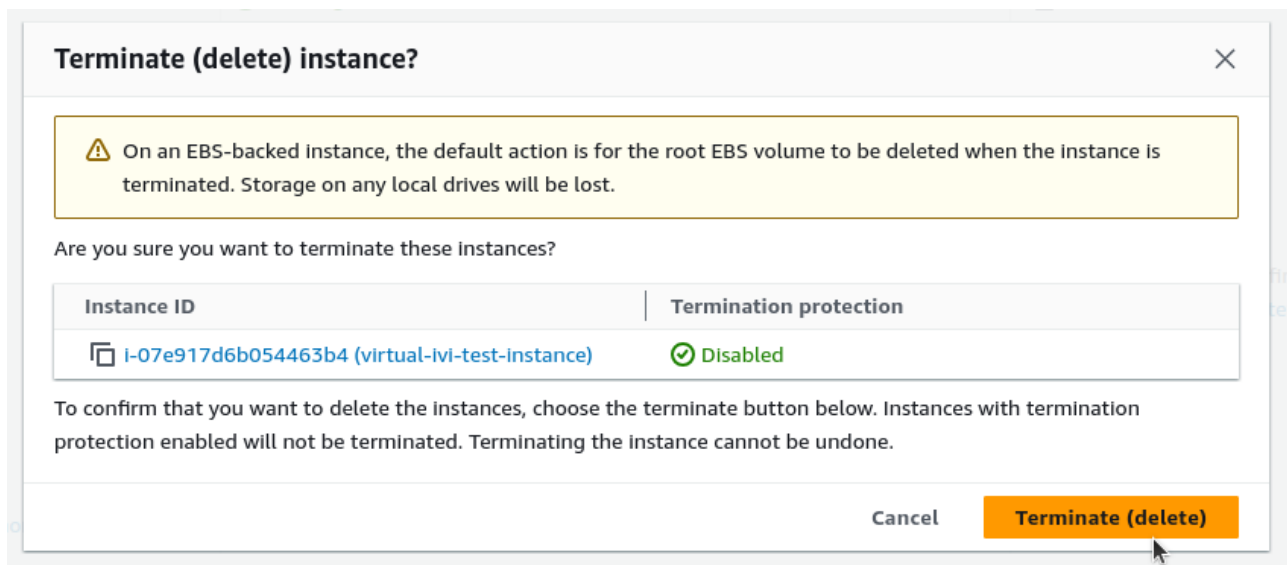 Terminate (delete) instance?
On an EBS-backed instance, the default action is for the root EBS volume to be deleted when the instance is
terminated. Storage on any local drives will be lost.
Are you sure you want to terminate these instances?
Instance ID
Termination protection
i-07e917d6b054463b4 (virtual-ivi-test-instance)
Disabled
To confirm that you want to delete the instances, choose the terminate button below. Instances with termination
protection enabled will not be terminated. Terminating the instance cannot be undone.
Cancel
Terminate (delete)